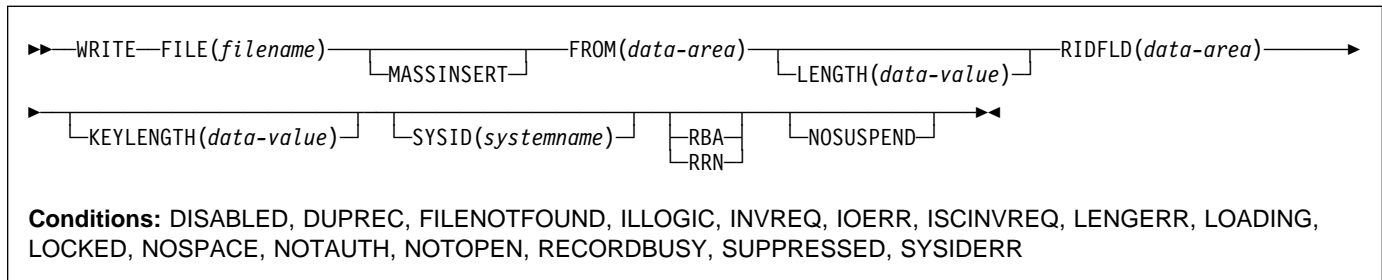 WRITE FILE(filename) FROM(data-area) RIDFLD(data-area)
MASSINSERT LENGTH(data-value)
KEYLENGTH(data-value) SYSID(systemname) RBA NOSUSPEND
RRN
Conditions: DISABLED, DUPREC, FILENOTFOUND, ILLOGIC, INVREQ, IOERR, ISCINVREQ, LENGERR, LOADING,
LOCKED, NOSPACE, NOTAUTH, NOTOPEN, RECORDBUSY, SUPPRESSED, SYSIDERR